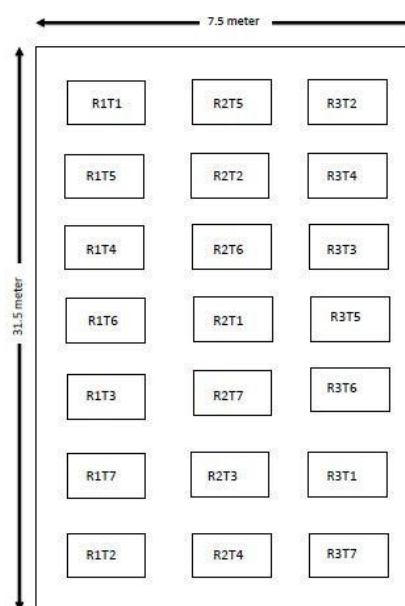 7.5 meter
31.5 meter
R1T1 R2T5 R3T2
R1T5 R2T2 R3T4
R1T4 R2T6 R3T3
R1T6 R2T1 R3T5
R1T3 R2T7 R3T6
R1T7 R2T3 R3T1
R1T2 R2T4 R3T7